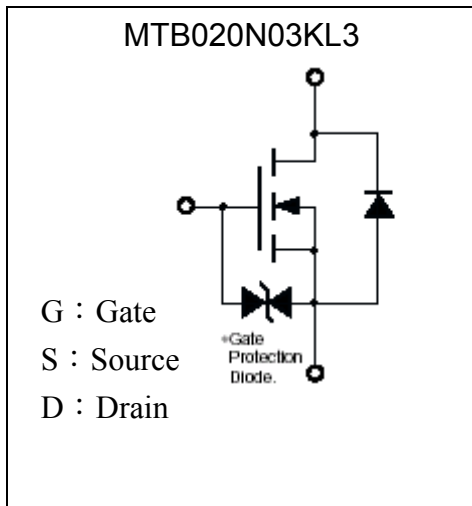 MTB020N03KL3
G：Gate
S：Source
D：Drain
*Gate
Protection
Diode.